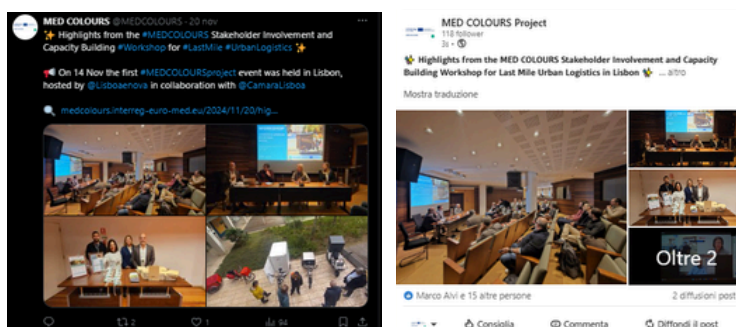 MED COLOURS @MEDCOLOURS · 20 nov
✨ Highlights from the #MEDCOLOURS Stakeholder Involvement and
Capacity Building #Workshop for #LastMile #UrbanLogistics ✨
📢 On 14 Nov the first #MEDCOLOURSproject event was held in Lisbon,
hosted by @Lisboaenova in collaboration with @CamaraLisboa
🔍 medcolours.interreg-euro-med.eu/2024/11/20/hig...
2
1
94
MED COLOURS Project
118 follower
3s •
Highlights from the MED COLOURS Stakeholder Involvement and Capacity
Building Workshop for Last Mile Urban Logistics in Lisbon ... altro
Mostra traduzione
Oltre 2
Marco Aivi e 15 altre persone
2 diffusioni post
Consiglia
Commenta
Diffondi il post